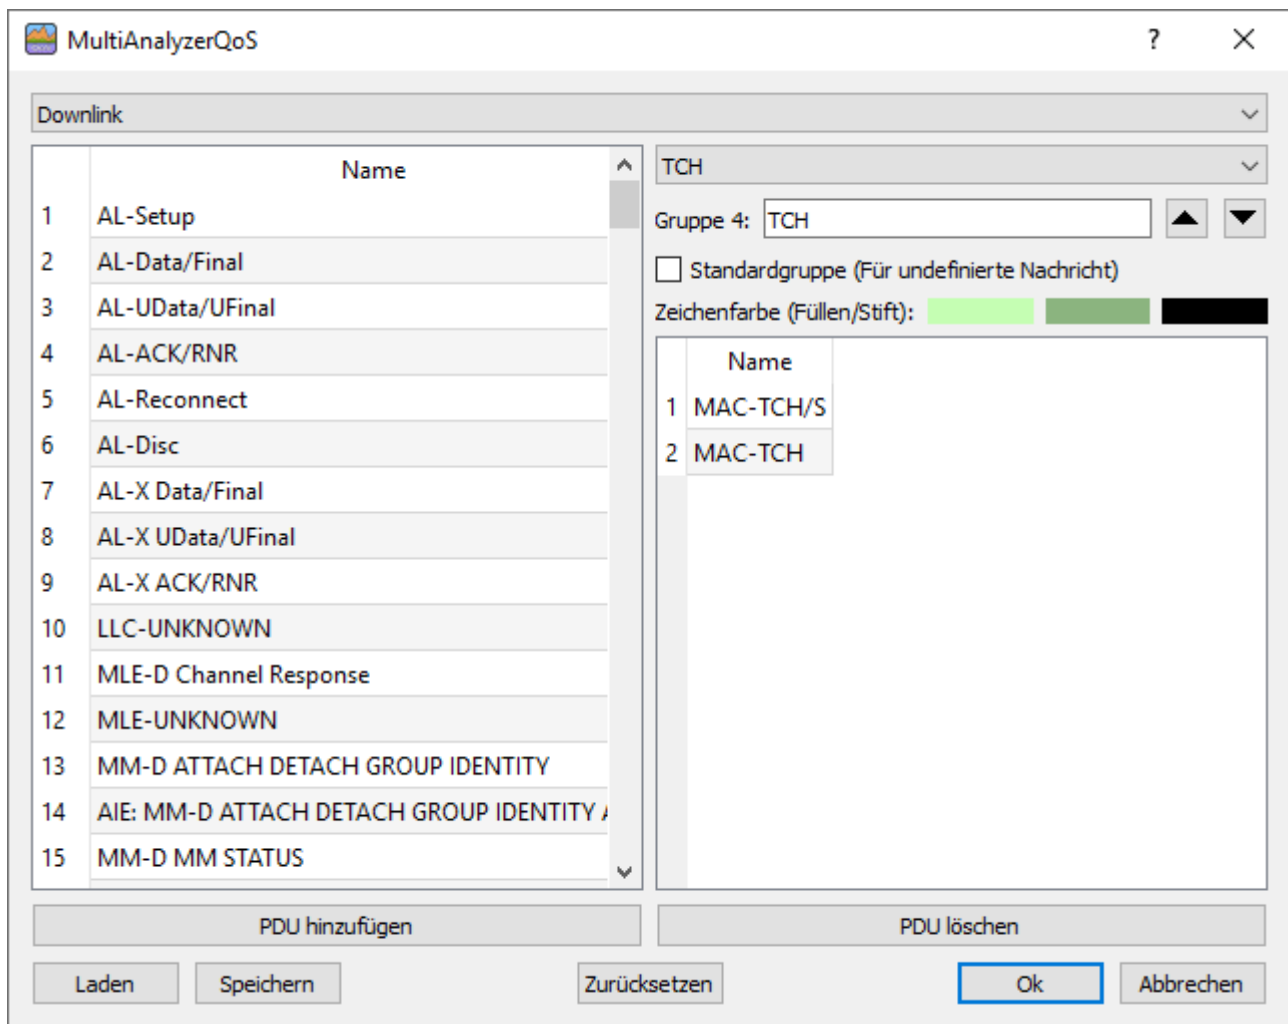 MultiAnalyzerQoS
?
Downlink
Name
1 AL-Setup
2 AL-Data/Final
3 AL-UData/UFinal
4 AL-ACK/RNR
5 AL-Reconnect
6 AL-Disc
7 AL-X Data/Final
8 AL-X UData/UFinal
9 AL-X ACK/RNR
10 LLC-UNKNOWN
11 MLE-D Channel Response
12 MLE-UNKNOWN
13 MM-D ATTACH DETACH GROUP IDENTITY
14 AIE: MM-D ATTACH DETACH GROUP IDENTITY
15 MM-D MM STATUS
PDU hinzufügen
TCH
Gruppe 4: TCH
Standardgruppe (Für undefinierte Nachricht)
Zeichenfarbe (Füllen/Stift):
Name
1 MAC-TCH/S
2 MAC-TCH
PDU löschen
Laden Speichern Zurücksetzen Ok Abbrechen